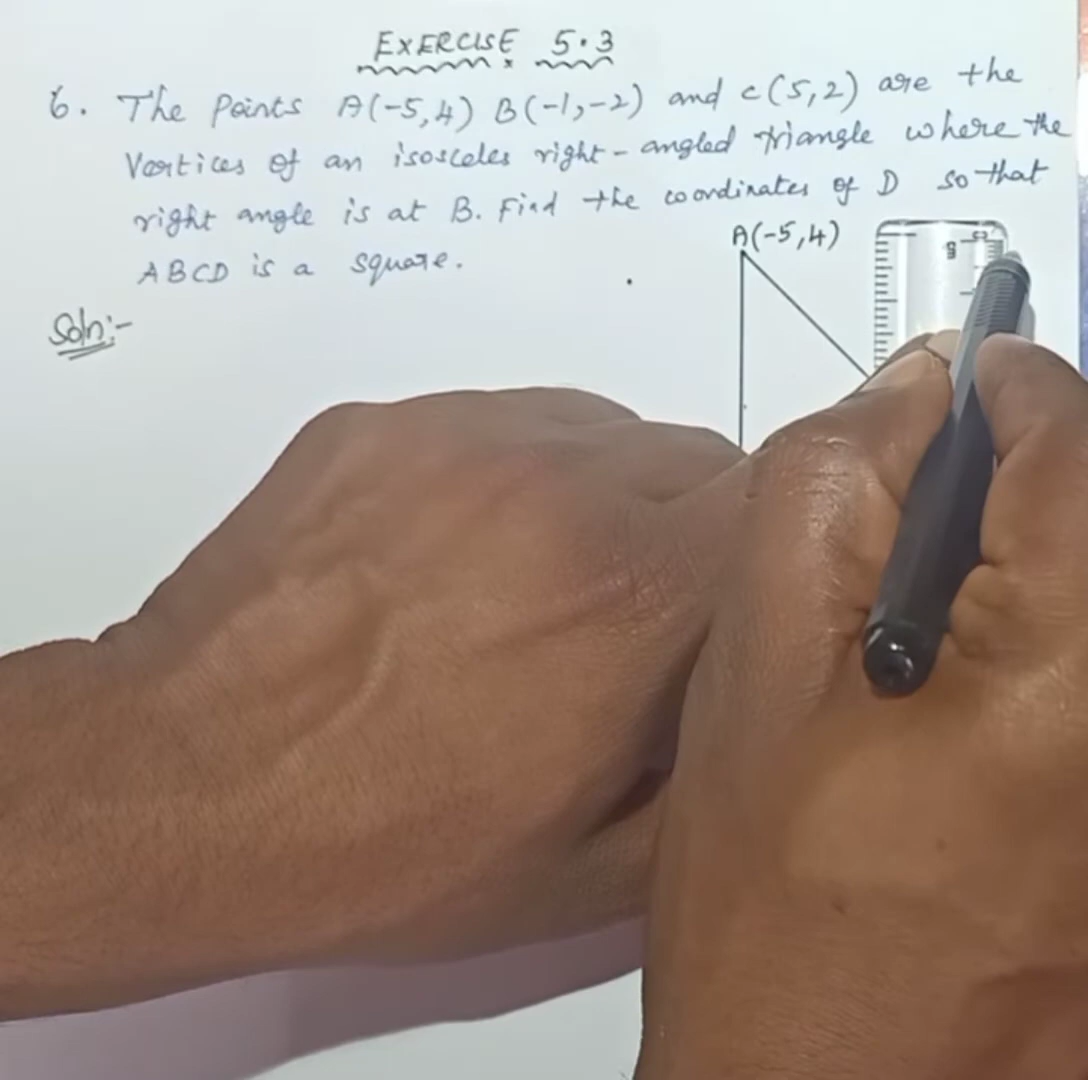 EXERCISE 5.3
6. The Points A(-5,4) B(-1,-2) and C(5,2) are the
Vertices of an isosceles right-angled triangle where the
right angle is at B. Find the coordinates of D so that
ABCD is a square.
A(-5,4)
Soln:-